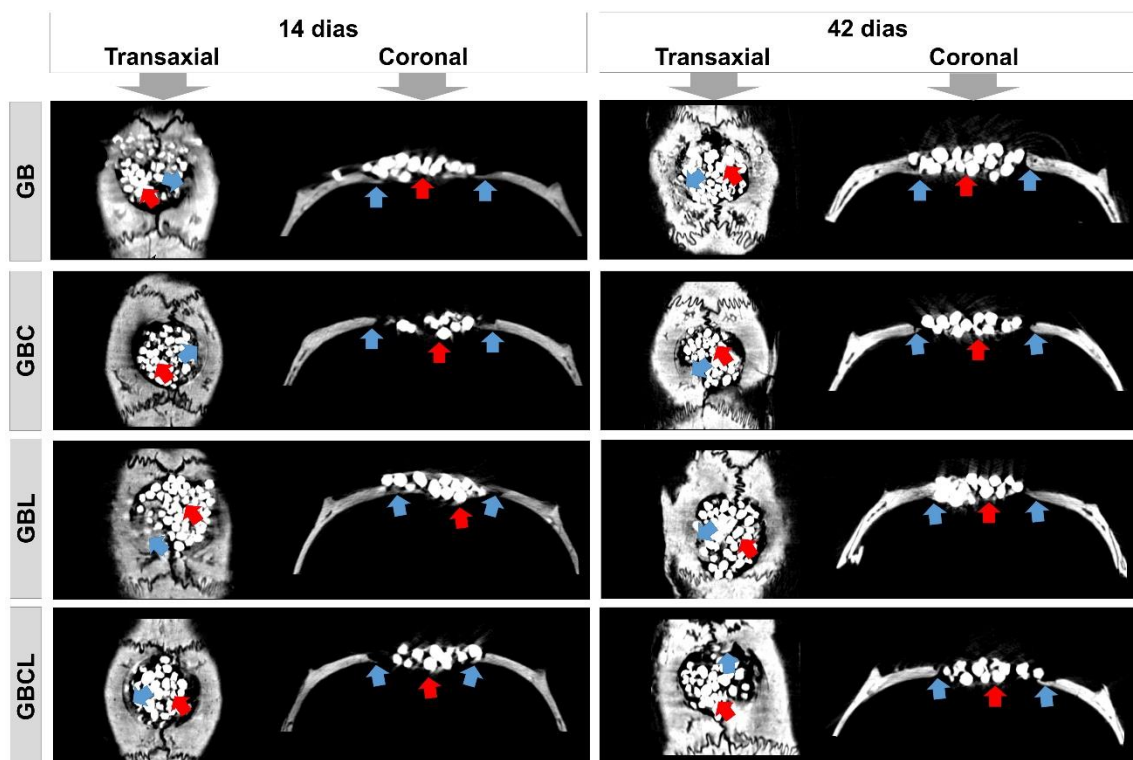 14 dias
42 dias
Transaxial
Coronal
Transaxial
Coronal
GB
GBC
GBL
GBCL